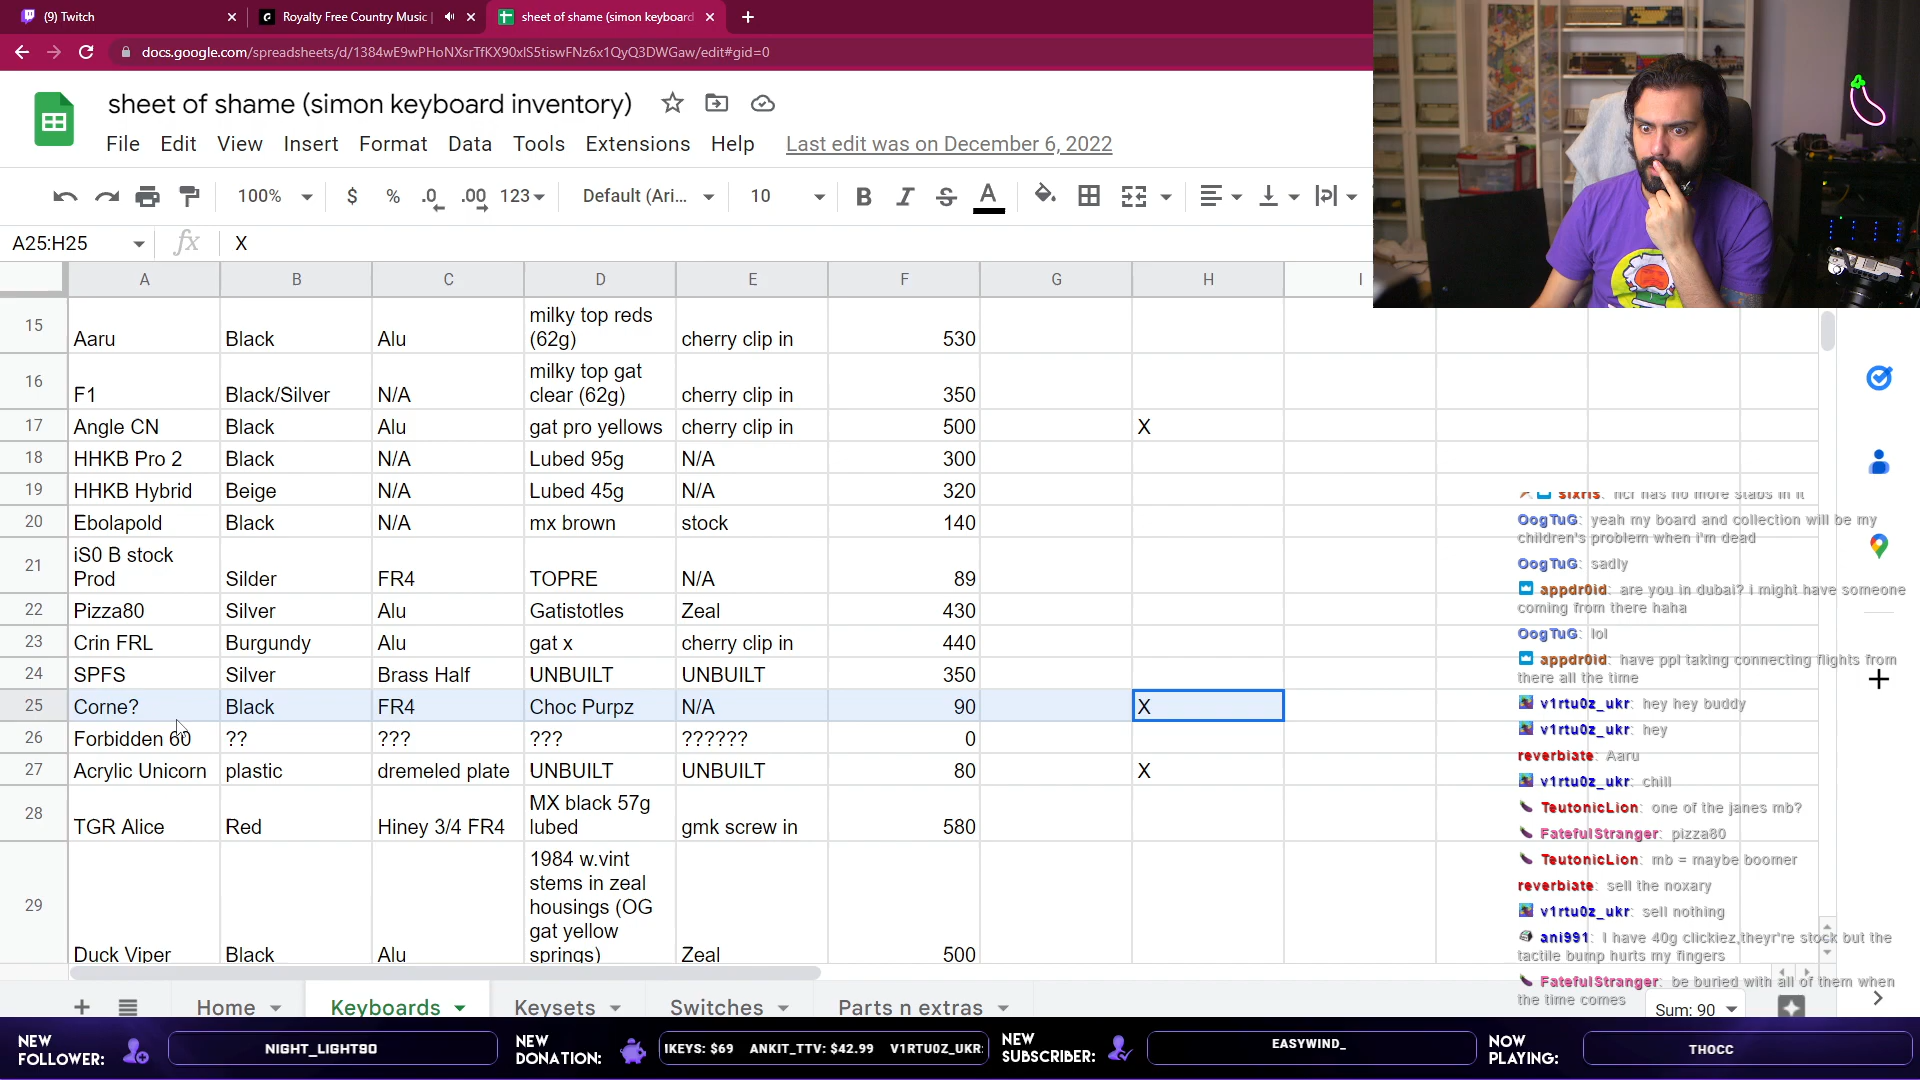 (9) Twitch
Royalty Free Country Music |
sheet of shame (simon keyboard
docs.google.com/spreadsheets/d/1384wE9wPHoNXsrTfKX90xlS5tiswFNz6x1QyQ3DWGaw/edit#gid=0
sheet of shame (simon keyboard inventory)
File Edit View Insert Format Data Tools Extensions Help Last edit was on December 6, 2022
100% $ % .0 .00 123 Default (Ari... 10 B I S A
A25:H25 fx X
A B C D E F G H I
15 Aaru Black Alu milky top reds (62g) cherry clip in 530
16 F1 Black/Silver N/A milky top gat clear (62g) cherry clip in 350
17 Angle CN Black Alu gat pro yellows cherry clip in 500 X
18 HHKB Pro 2 Black N/A Lubed 95g N/A 300
19 HHKB Hybrid Beige N/A Lubed 45g N/A 320
20 Ebolapold Black N/A mx brown stock 140
21 iS0 B stock Prod Silder FR4 TOPRE N/A 89
22 Pizza80 Silver Alu Gatistotles Zeal 430
23 Crin FRL Burgundy Alu gat x cherry clip in 440
24 SPFS Silver Brass Half UNBUILT UNBUILT 350
25 Corne? Black FR4 Choc Purpz N/A 90 X
26 Forbidden 60 ?? ??? ??? ?????? 0
27 Acrylic Unicorn plastic dremeled plate UNBUILT UNBUILT 80 X
28 TGR Alice Red Hiney 3/4 FR4 MX black 57g lubed gmk screw in 580
29 Duck Viper Black Alu 1984 w.vint stems in zeal housings (OG gat yellow springs) Zeal 500
sixris: ncr has no more stabs in it
OogTuG: yeah my board and collection will be my
children's problem when i'm dead
OogTuG: sadly
appdr0id: are you in dubai? i might have someone
coming from there haha
OogTuG: lol
appdr0id: have ppl taking connecting flights from
there all the time
v1rtu0z_ukr: hey hey buddy
v1rtu0z_ukr: hey
reverbiate: Aaru
v1rtu0z_ukr: chill
TeutonicLion: one of the janes mb?
FatefulStranger: pizza80
TeutonicLion: mb = maybe boomer
reverbiate: sell the noxary
v1rtu0z_ukr: sell nothing
ani991: I have 40g clickiez,theyr're stock but the
tactile bump hurts my fingers
FatefulStranger: be buried with all of them when
the time comes
Home Keyboards Keysets Switches Parts n extras Sum: 90
NEW FOLLOWER: NIGHT_LIGHT90
NEW DONATION: IKEYS: $69 ANKIT_TTV: $42.99 V1RTU0Z_UKR:
NEW SUBSCRIBER: EASYWIND_
NOW PLAYING: THOCC